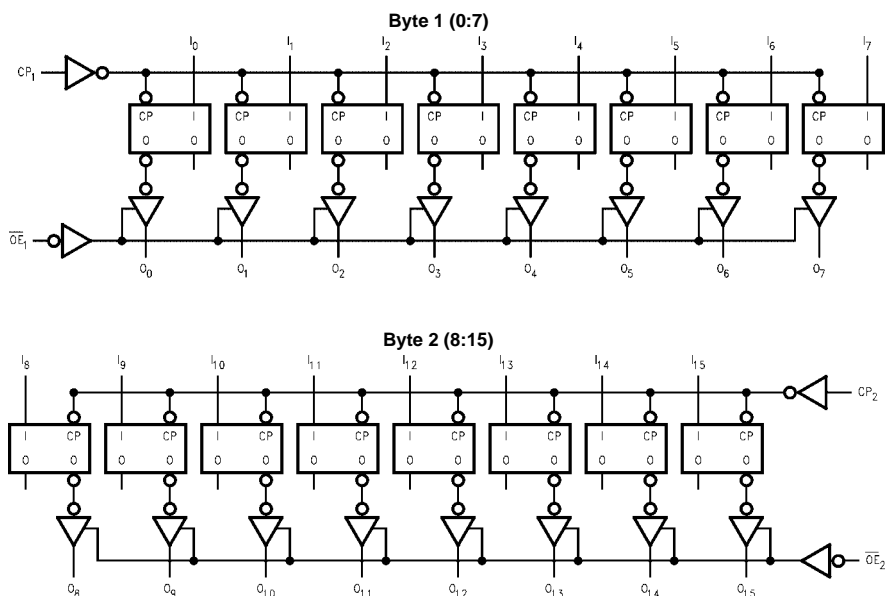 Byte 1 (0:7)
I0 I1 I2 I3 I4 I5 I6 I7
CP1
CP I CP I CP I CP I CP I CP I CP I CP I
O O O O O O O O O O O O O O O O
OE1
O0 O1 O2 O3 O4 O5 O6 O7
Byte 2 (8:15)
I8 I9 I10 I11 I12 I13 I14 I15
CP2
I CP I CP I CP I CP I CP I CP I CP I CP
O O O O O O O O O O O O O O O O
OE2
O8 O9 O10 O11 O12 O13 O14 O15